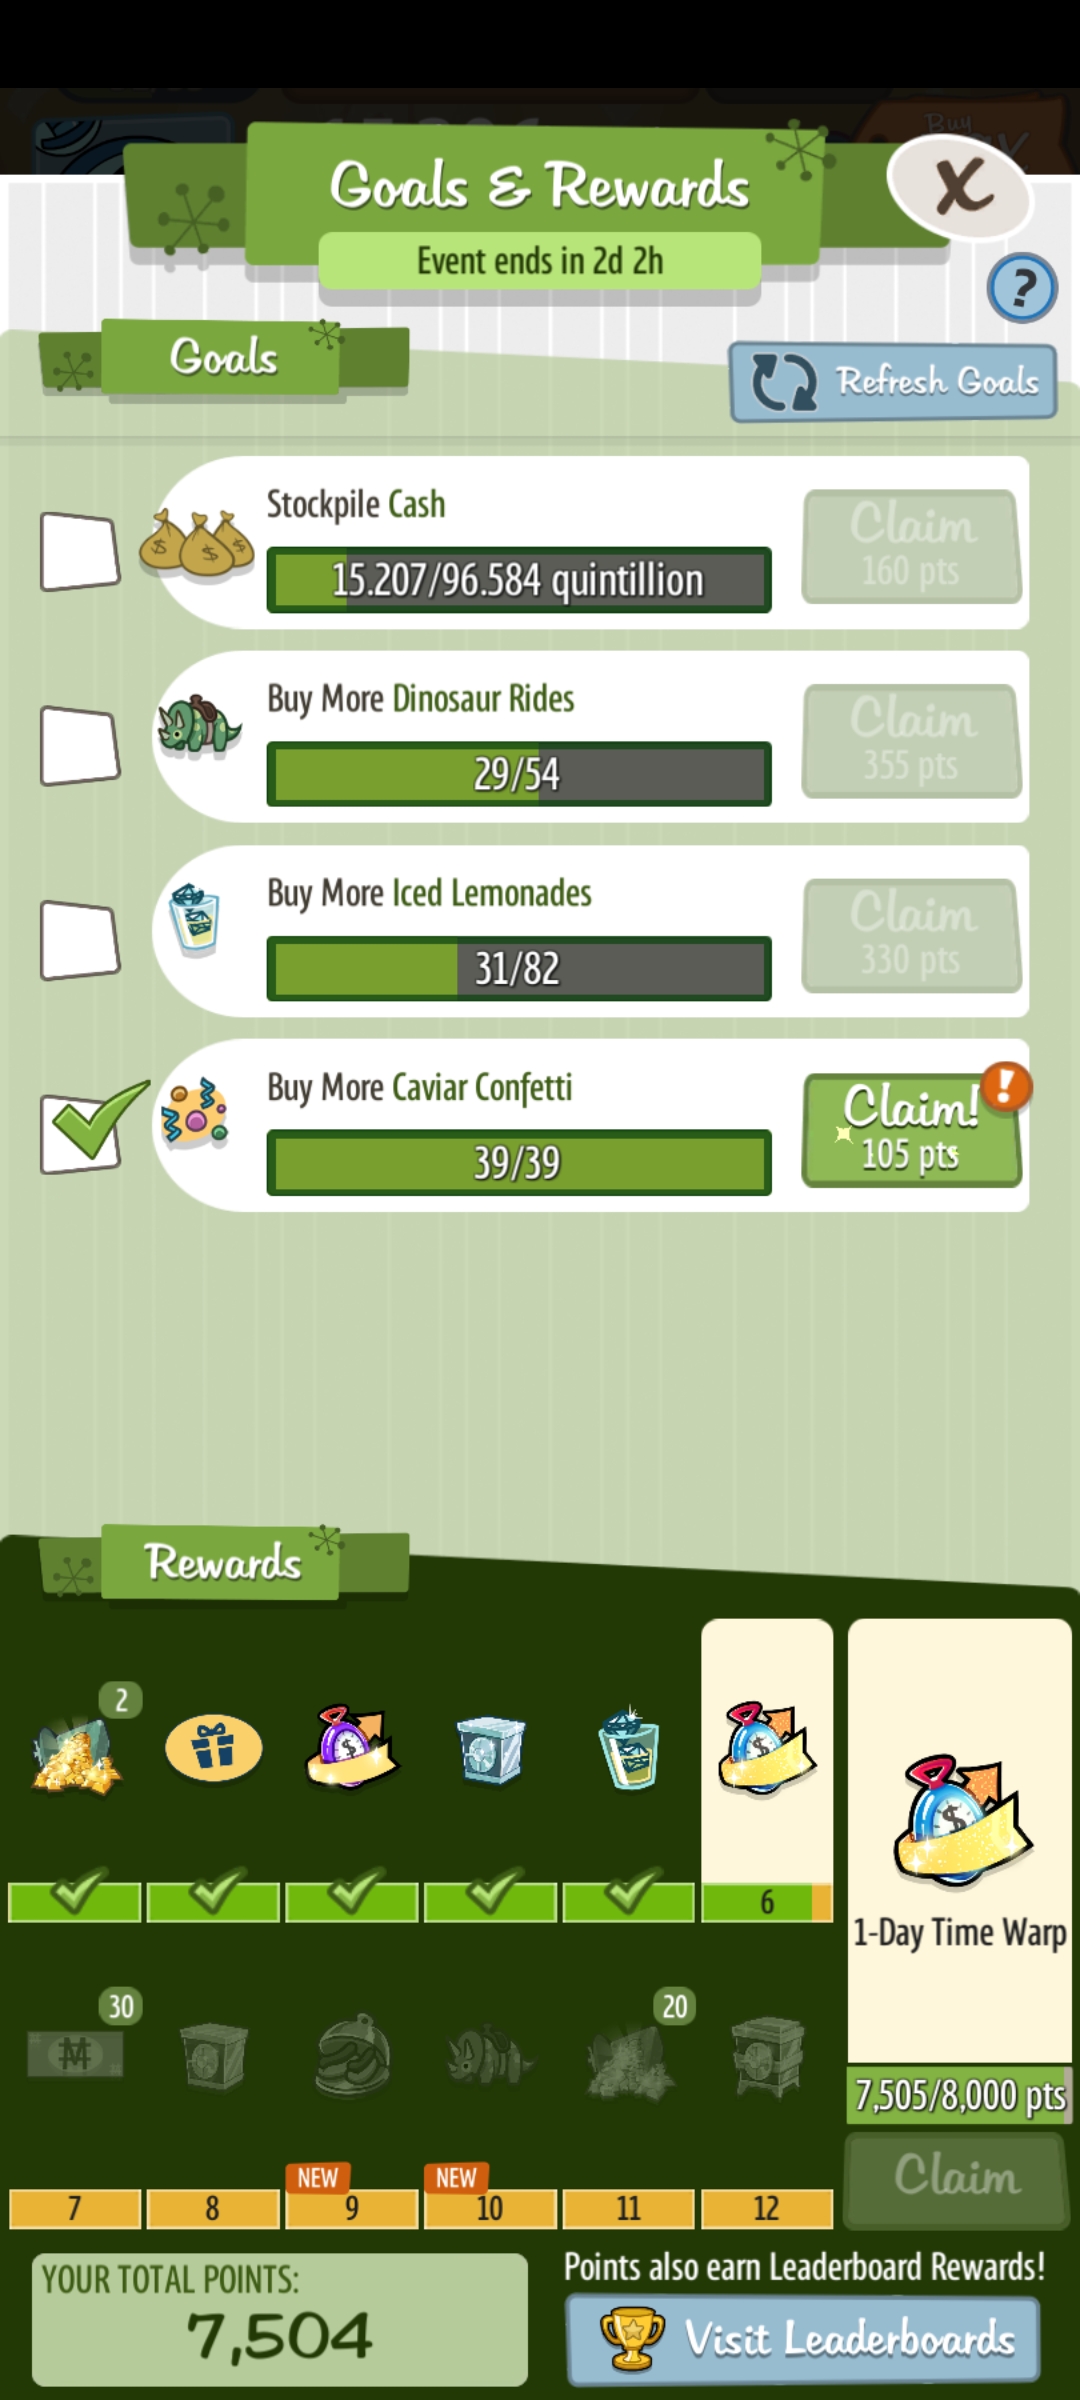 Buy
Goals & Rewards
X
Event ends in 2d 2h
?
Goals
Refresh Goals
Stockpile Cash
15.207/96.584 quintillion
Claim
160 pts
Buy More Dinosaur Rides
29/54
Claim
355 pts
Buy More Iced Lemonades
31/82
Claim
330 pts
Buy More Caviar Confetti
39/39
Claim!
105 pts
!
Rewards
2
6
1-Day Time Warp
30
20
7,505/8,000 pts
NEW
NEW
7
8
9
10
11
12
Claim
YOUR TOTAL POINTS:
7,504
Points also earn Leaderboard Rewards!
Visit Leaderboards